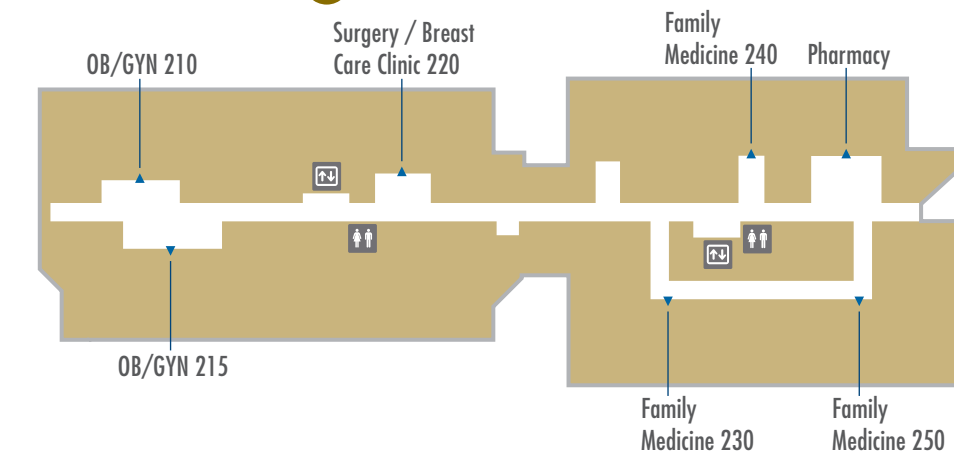 OB/GYN 210
Surgery / Breast
Care Clinic 220
Family
Medicine 240
Pharmacy
OB/GYN 215
Family
Medicine 230
Family
Medicine 250